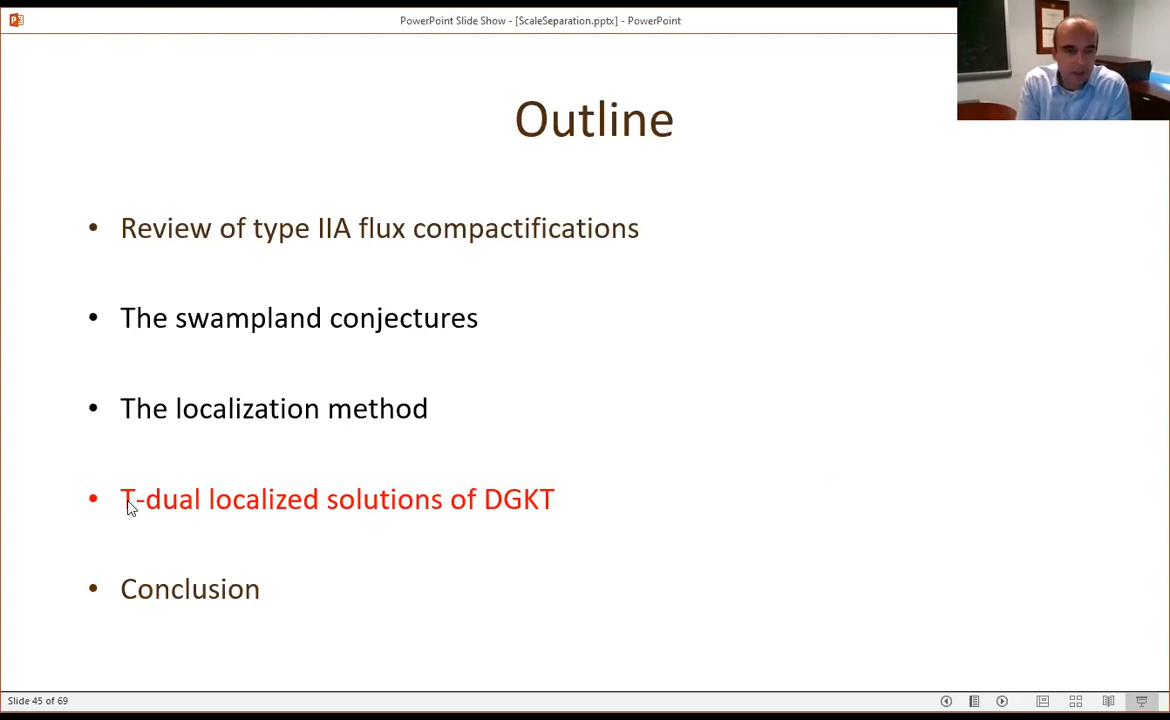 PowerPoint Slide Show - [ScaleSeparation.pptx] - PowerPoint
Outline
• Review of type IIA flux compactifications
• The swampland conjectures
• The localization method
• T-dual localized solutions of DGKT
• Conclusion
Slide 45 of 69